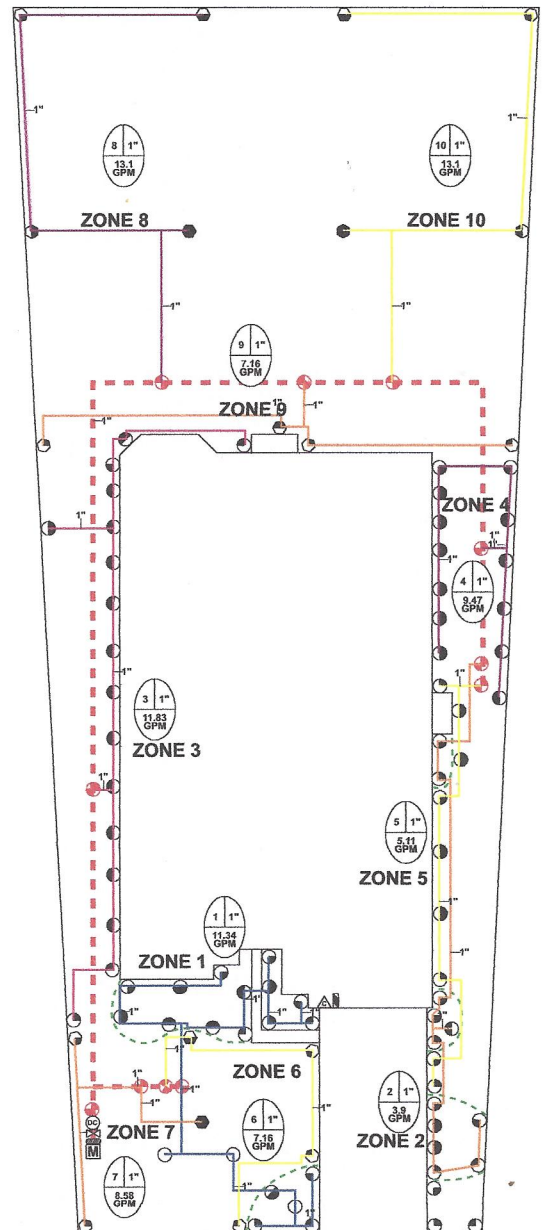 1"
1"
8 1"
13.1
GPM
10 1"
13.1
GPM
ZONE 8
ZONE 10
1"
1"
9 1"
7.16
GPM
ZONE 9
1"
1"
ZONE 4
1"
1"
1"
1"
4 1"
9.47
GPM
1"
1"
3 1"
11.83
GPM
ZONE 3
1"
5 1"
5.11
GPM
ZONE 5
1"
1"
1 1"
11.34
GPM
ZONE 1
C
1"
1"
1"
1"
1"
ZONE 6
1"
1"
2 1"
3.9
GPM
DC
ZONE 7
M
6 1"
7.16
GPM
ZONE 2
1"
7 1"
8.58
GPM
1"
1"
1"
1"